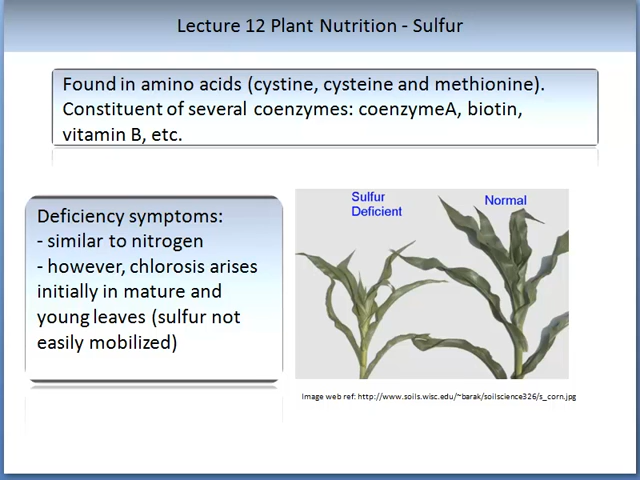 Lecture 12 Plant Nutrition - Sulfur
Found in amino acids (cystine, cysteine and methionine).
Constituent of several coenzymes: coenzymeA, biotin,
vitamin B, etc.
Deficiency symptoms:
- similar to nitrogen
- however, chlorosis arises
initially in mature and
young leaves (sulfur not
easily mobilized)
Sulfur
Deficient
Normal
Image web ref: http://www.soils.wisc.edu/~barak/soilscience326/s_corn.jpg